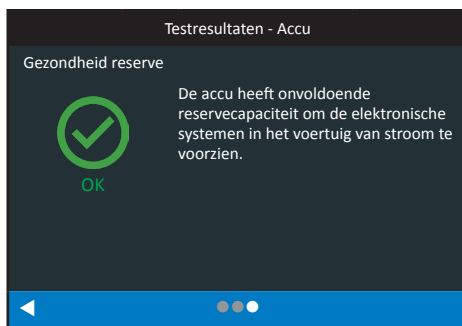 Testresultaten - Accu
Gezondheid reserve
De accu heeft onvoldoende
reservecapaciteit om de elektronische
systemen in het voertuig van stroom te
voorzien.
OK